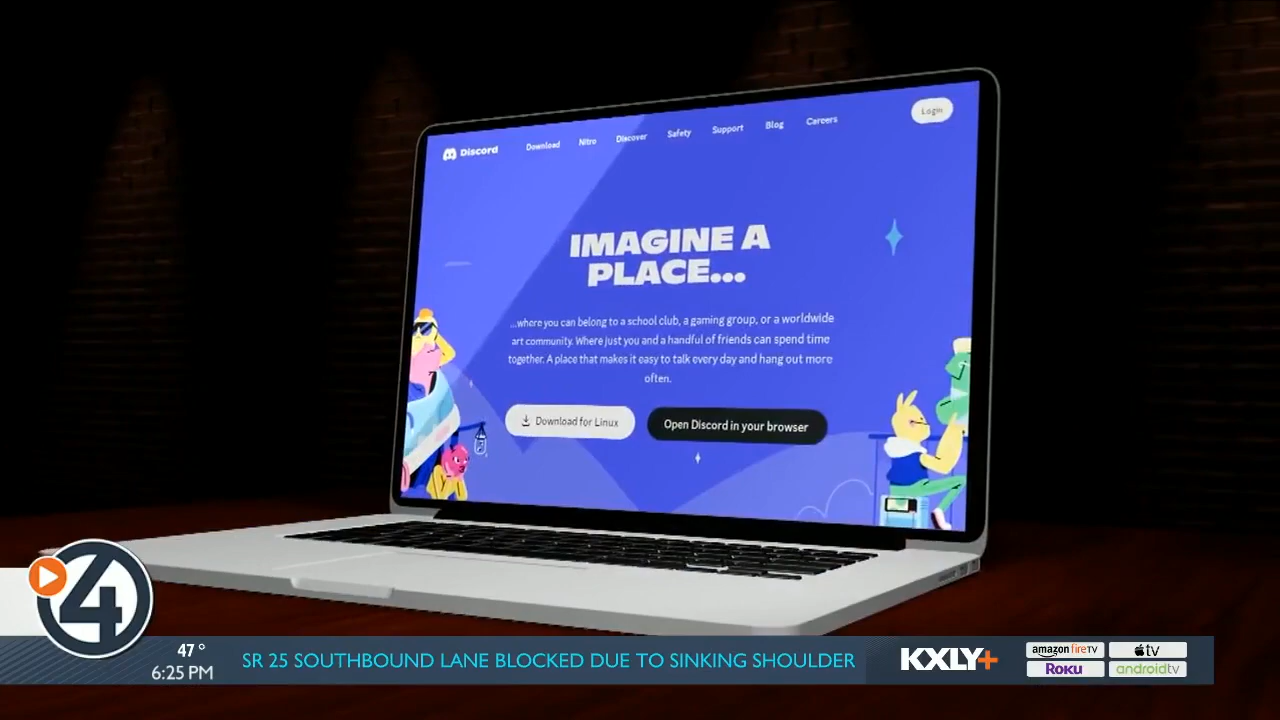 Discord
Download
Nitro
Discover
Safety
Support
Blog
Careers
Login
IMAGINE A
PLACE...
...where you can belong to a school club, a gaming group, or a worldwide
art community. Where just you and a handful of friends can spend time
together. A place that makes it easy to talk every day and hang out more
often.
Download for Linux
Open Discord in your browser
4
47°
6:25 PM
SR 25 SOUTHBOUND LANE BLOCKED DUE TO SINKING SHOULDER
KXLY+
amazon fireTV
tv
Roku
androidtv